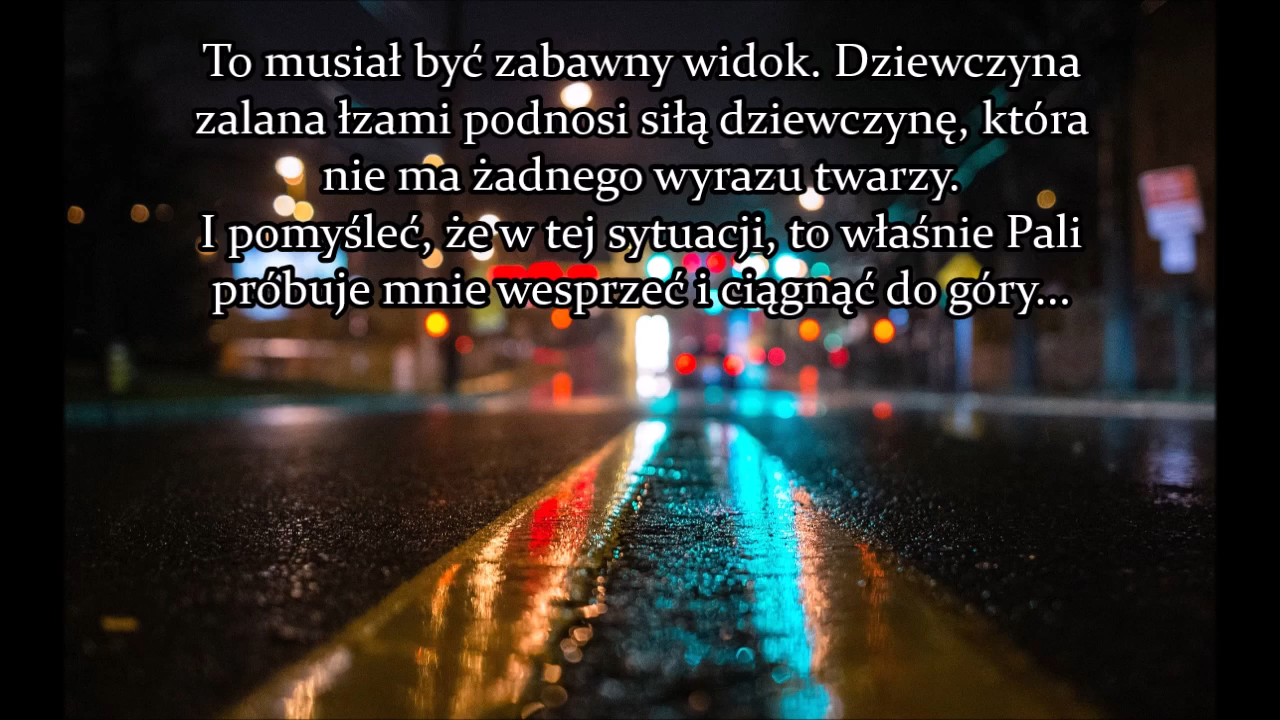 To musiał być zabawny widok. Dziewczyna
zalana łzami podnosi siłą dziewczynę, która
nie ma żadnego wyrazu twarzy.
I pomyśleć, że w tej sytuacji, to właśnie Pali
próbuje mnie wesprzeć i ciągnąć do góry...